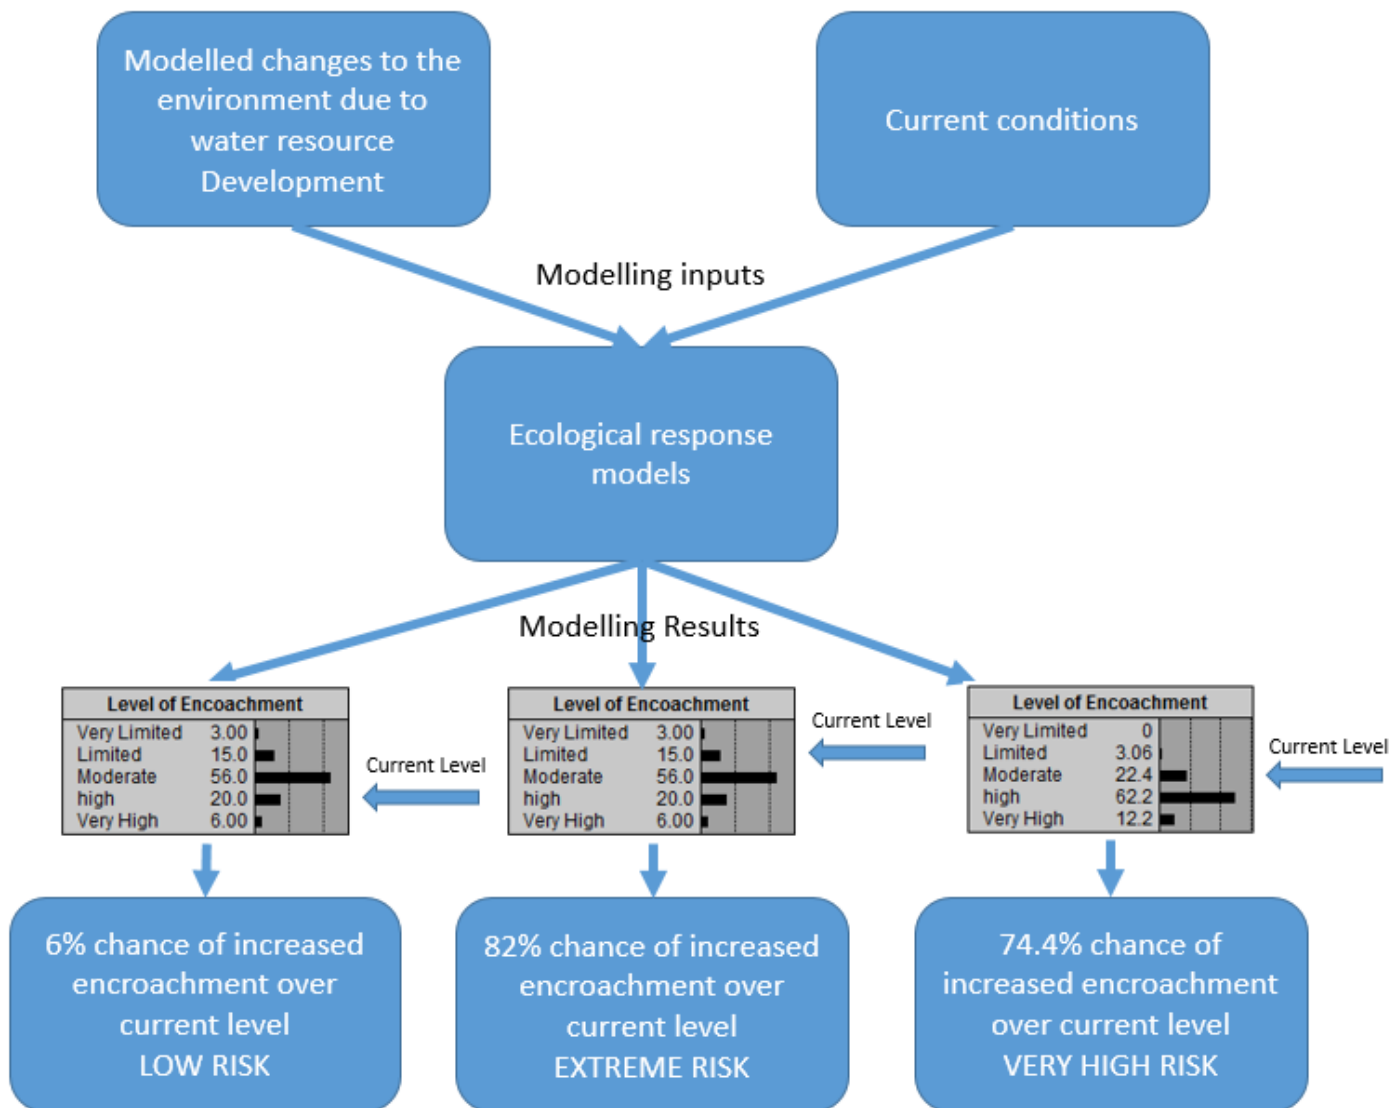 Modelled changes to the
environment due to
water resource
Development
Current conditions
Modelling inputs
Ecological response
models
Modelling Results
Level of Encoachment
Very Limited 3.00
Limited 15.0
Moderate 56.0
high 20.0
Very High 6.00
Current Level
Level of Encoachment
Very Limited 3.00
Limited 15.0
Moderate 56.0
high 20.0
Very High 6.00
Current Level
Level of Encoachment
Very Limited 0
Limited 3.06
Moderate 22.4
high 62.2
Very High 12.2
Current Level
6% chance of increased
encroachment over
current level
LOW RISK
82% chance of increased
encroachment over
current level
EXTREME RISK
74.4% chance of
increased encroachment
over current level
VERY HIGH RISK